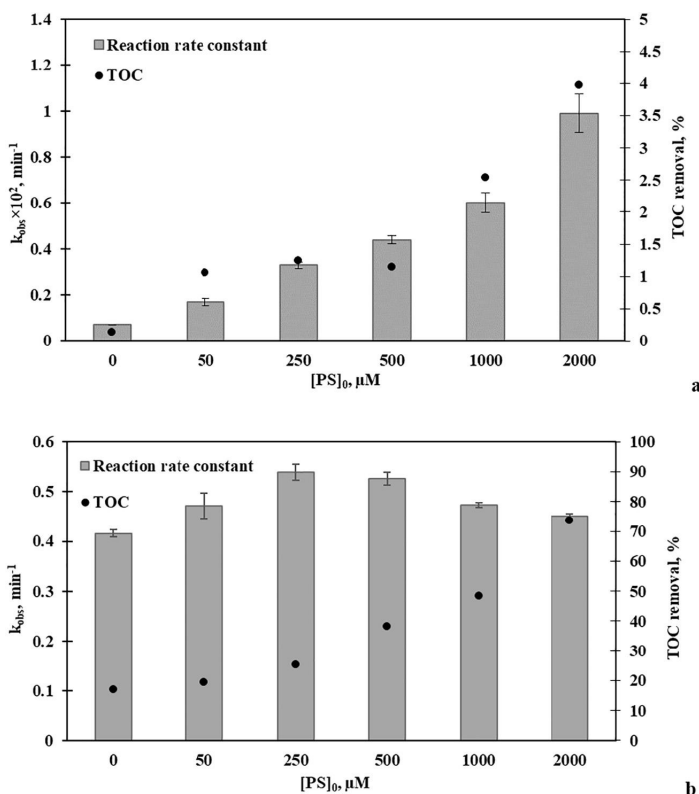 1.4
1.2
1
0.8
0.6
0.4
0.2
0
k_obs×10², min⁻¹
Reaction rate constant
TOC
5
4.5
4
3.5
3
2.5
2
1.5
1
0.5
0
TOC removal, %
0 50 250 500 1000 2000
[PS]₀, µM
a
0.6
0.5
0.4
0.3
0.2
0.1
0
k_obs, min⁻¹
Reaction rate constant
TOC
100
90
80
70
60
50
40
30
20
10
0
TOC removal, %
0 50 250 500 1000 2000
[PS]₀, µM
b